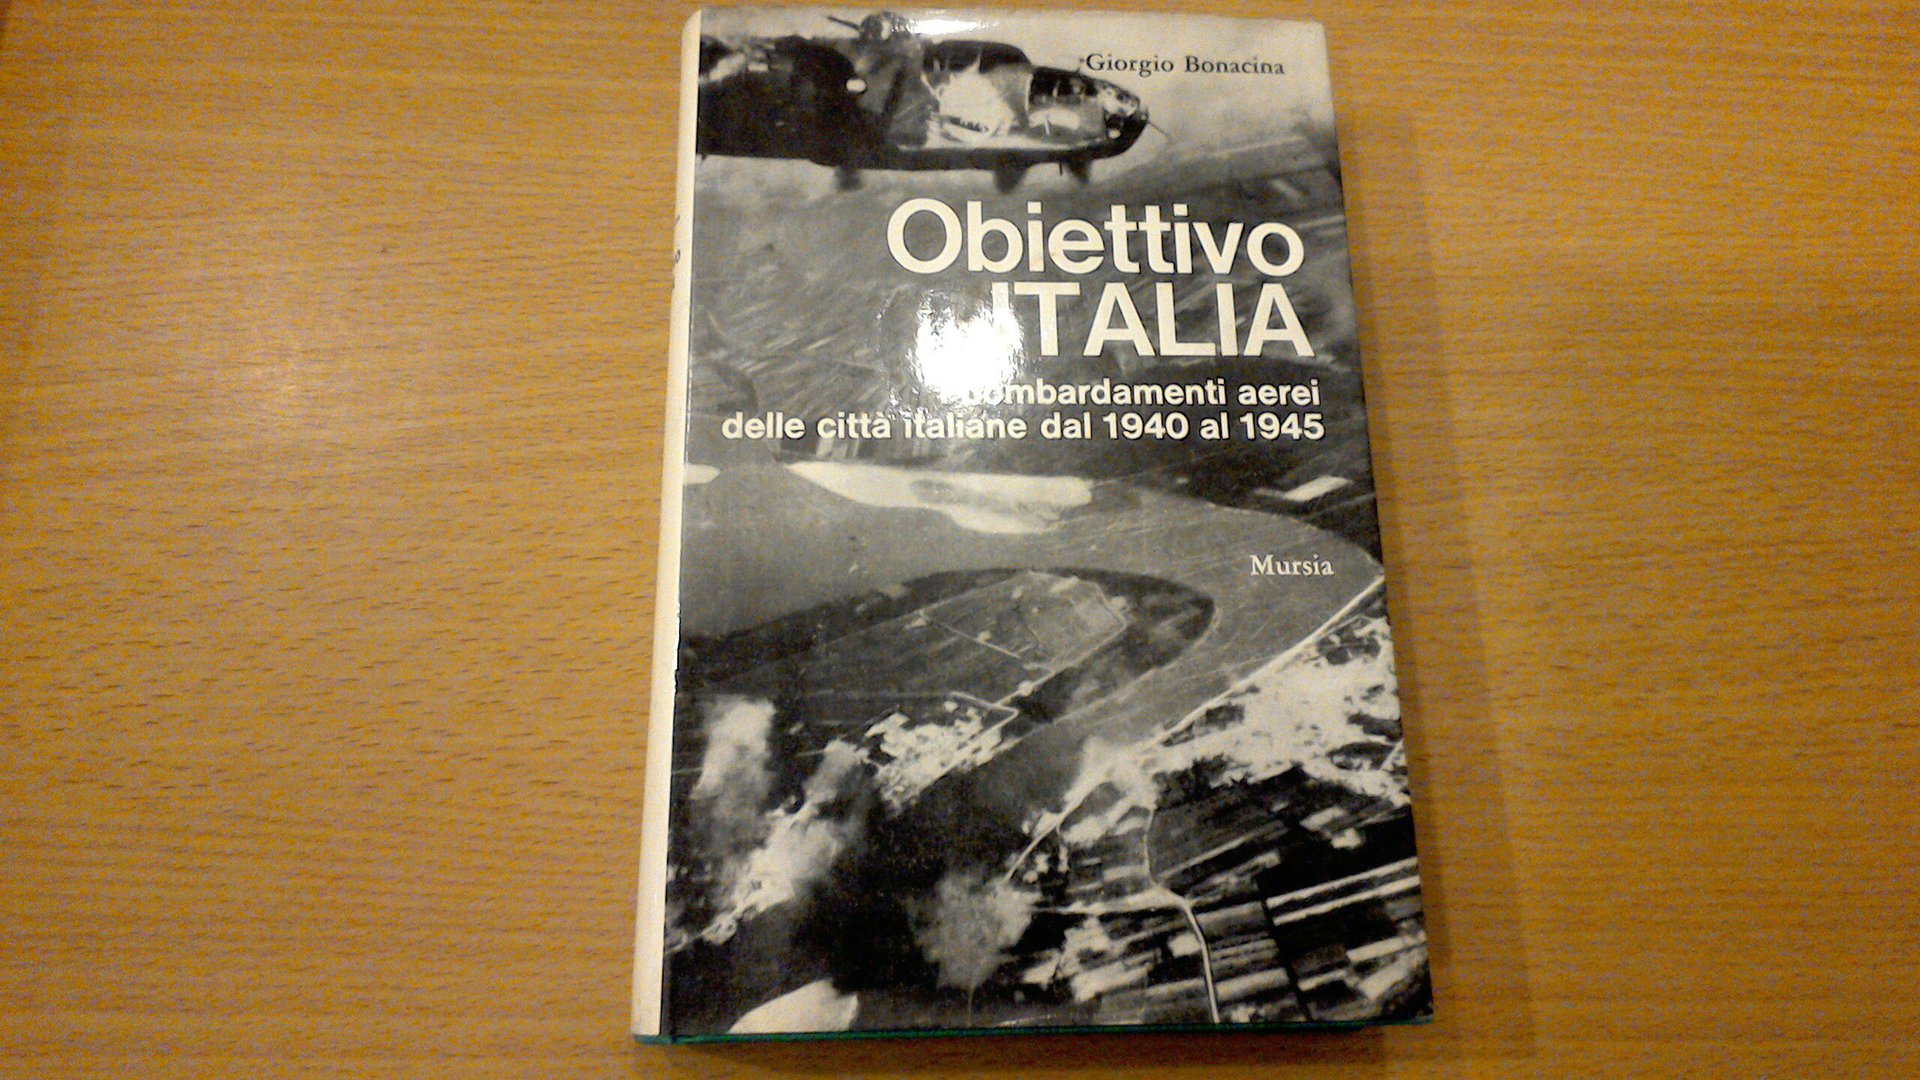 Giorgio Bonacina
Obiettivo
ITALIA
bombardamenti aerei
delle città italiane dal 1940 al 1945
Mursia